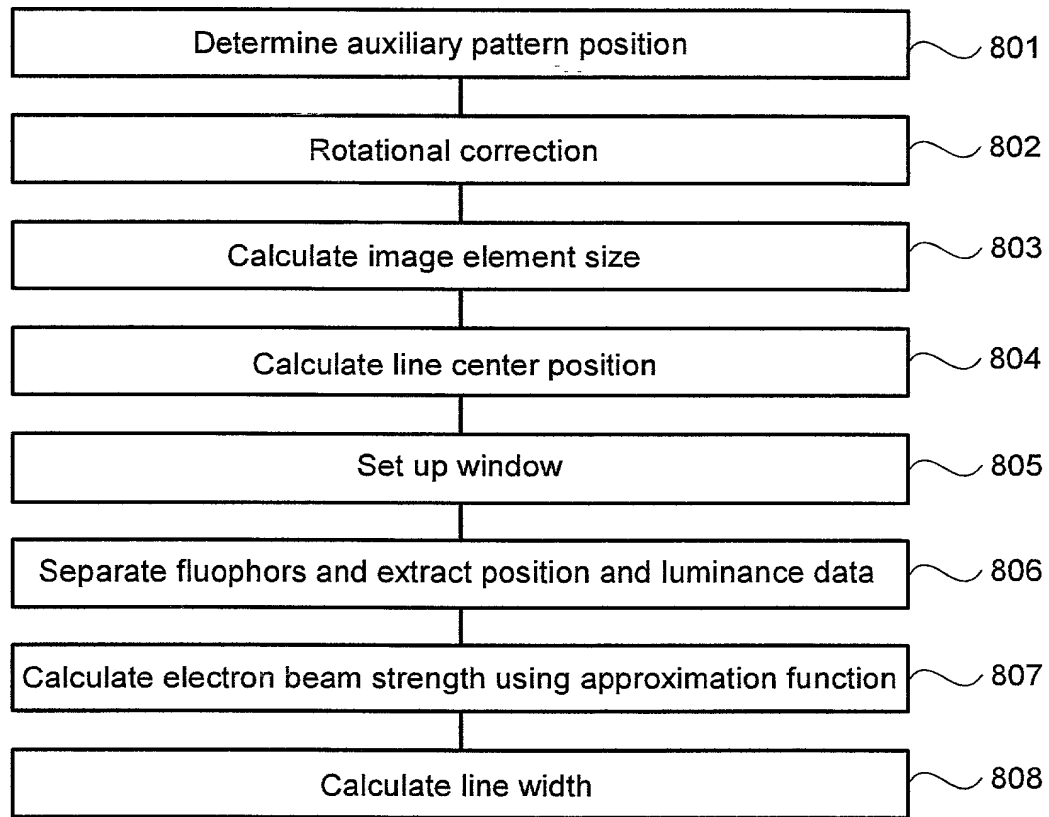 Determine auxiliary pattern position 801
Rotational correction 802
Calculate image element size 803
Calculate line center position 804
Set up window 805
Separate fluophors and extract position and luminance data 806
Calculate electron beam strength using approximation function 807
Calculate line width 808